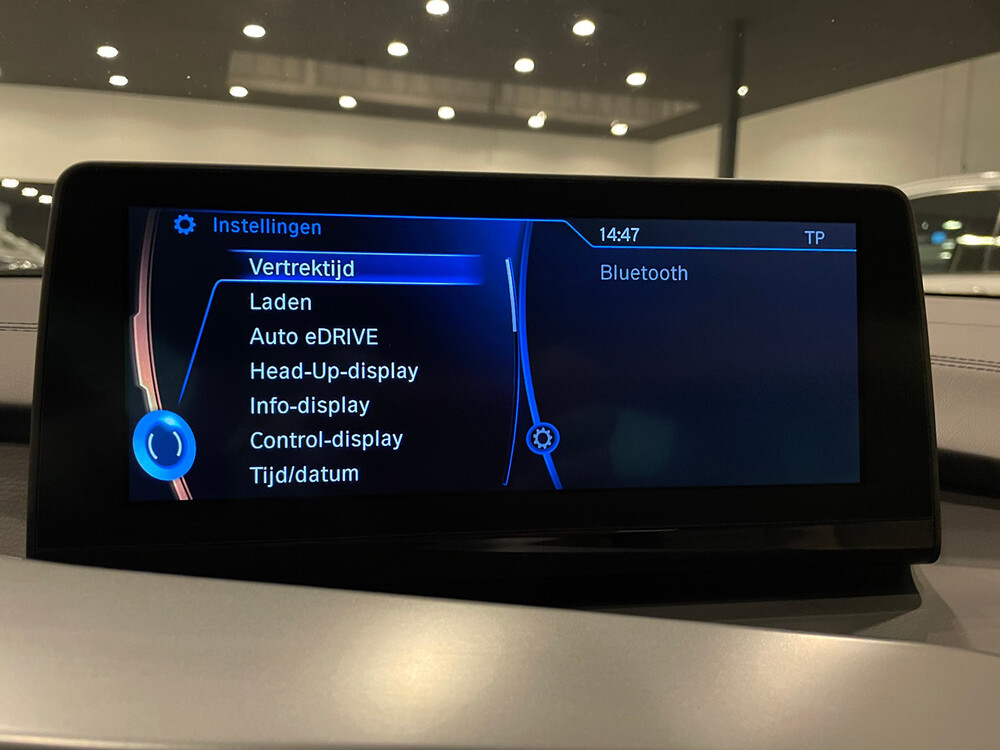 Instellingen
Vertrektijd
Laden
Auto eDRIVE
Head-Up-display
Info-display
Control-display
Tijd/datum
14:47 TP
Bluetooth